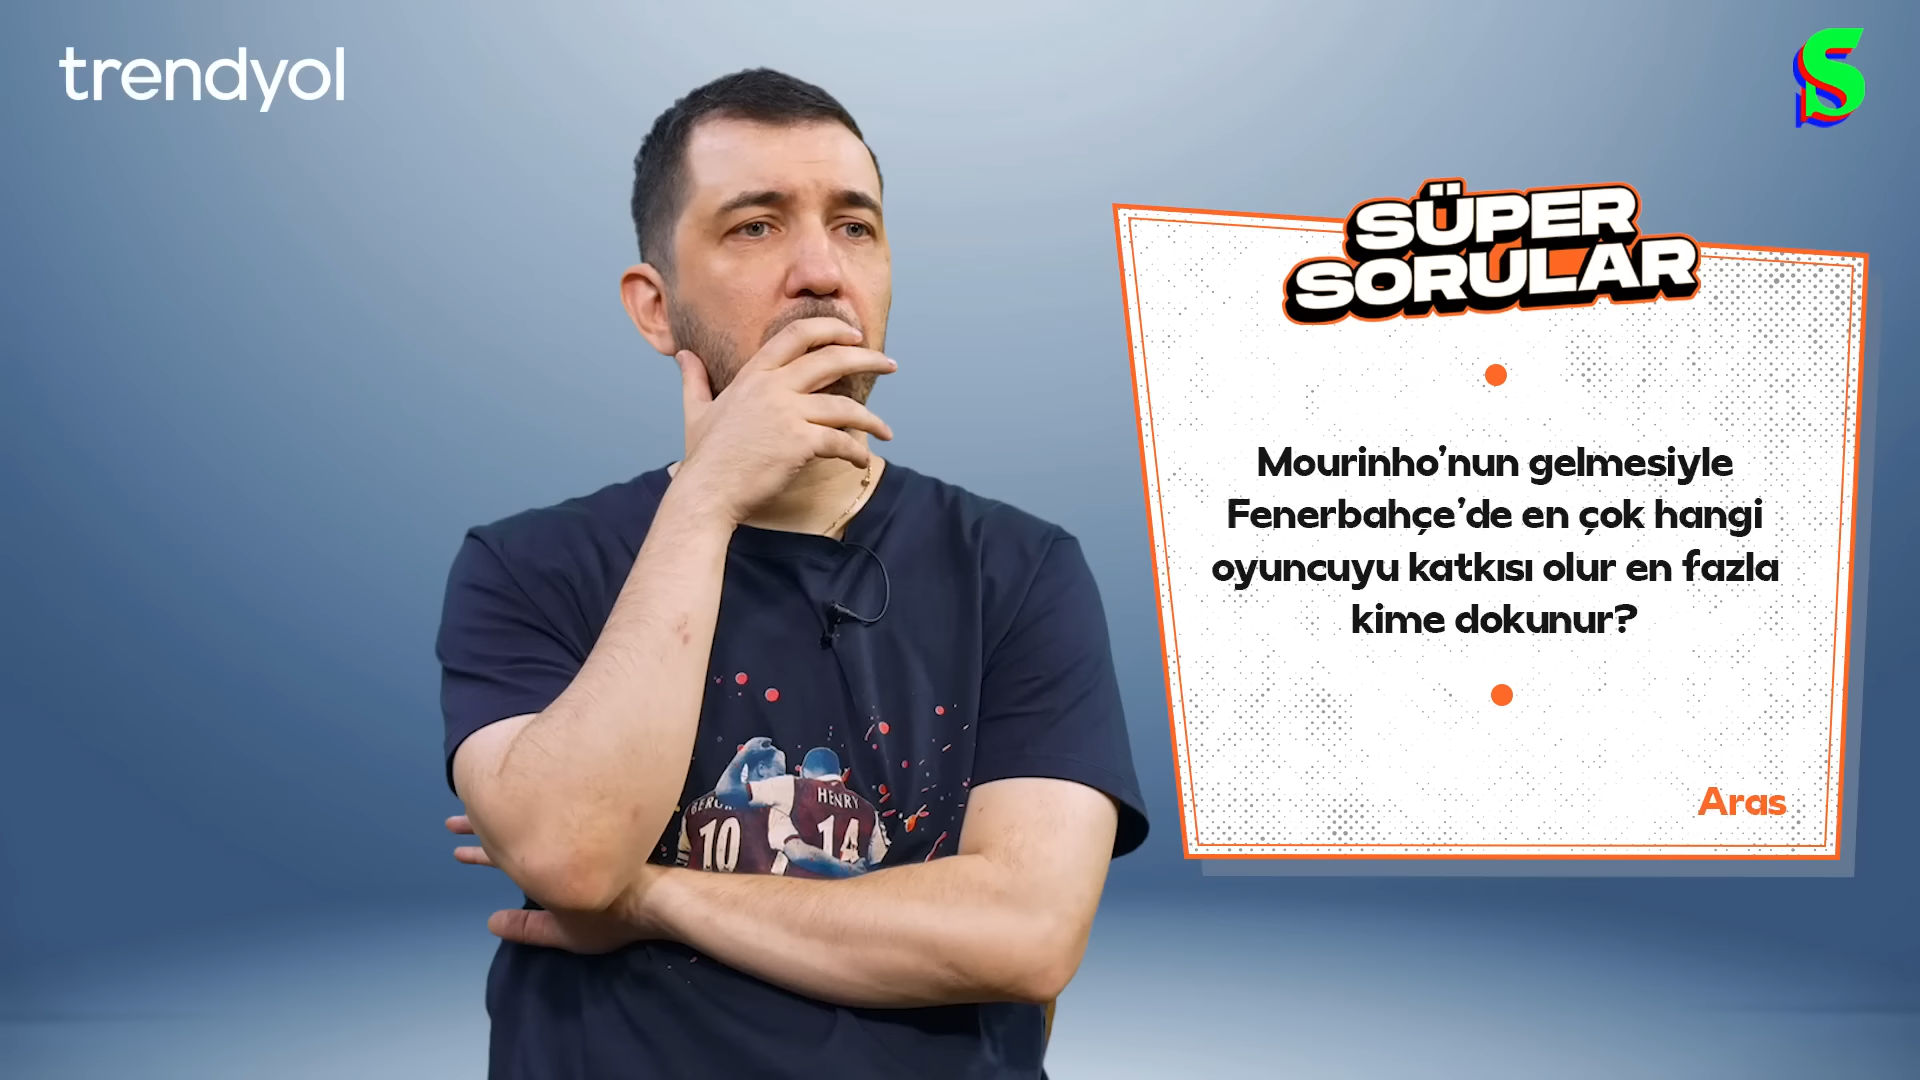 trendyol
S
SÜPER
SORULAR
Mourinho'nun gelmesiyle
Fenerbahçe'de en çok hangi
oyuncuyu katkısı olur en fazla
kime dokunur?
Aras
HENRY
10
14